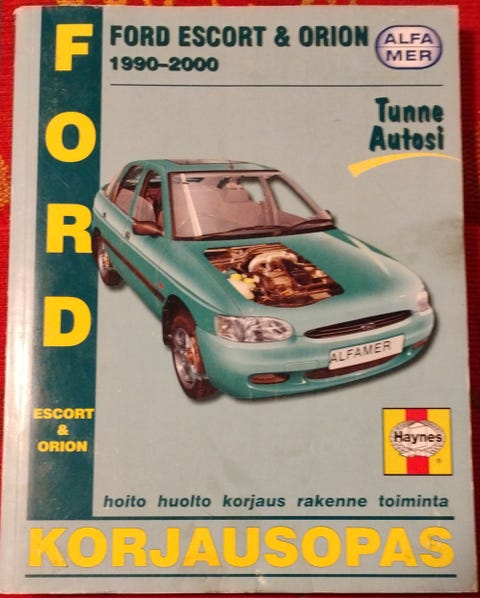 FORD ESCORT & ORION
1990-2000
ALFA
MER
Tunne
Autosi
FORD
ESCORT
&
ORION
ALFAMER
Haynes
®
hoito huolto korjaus rakenne toiminta
KORJAUSOPAS